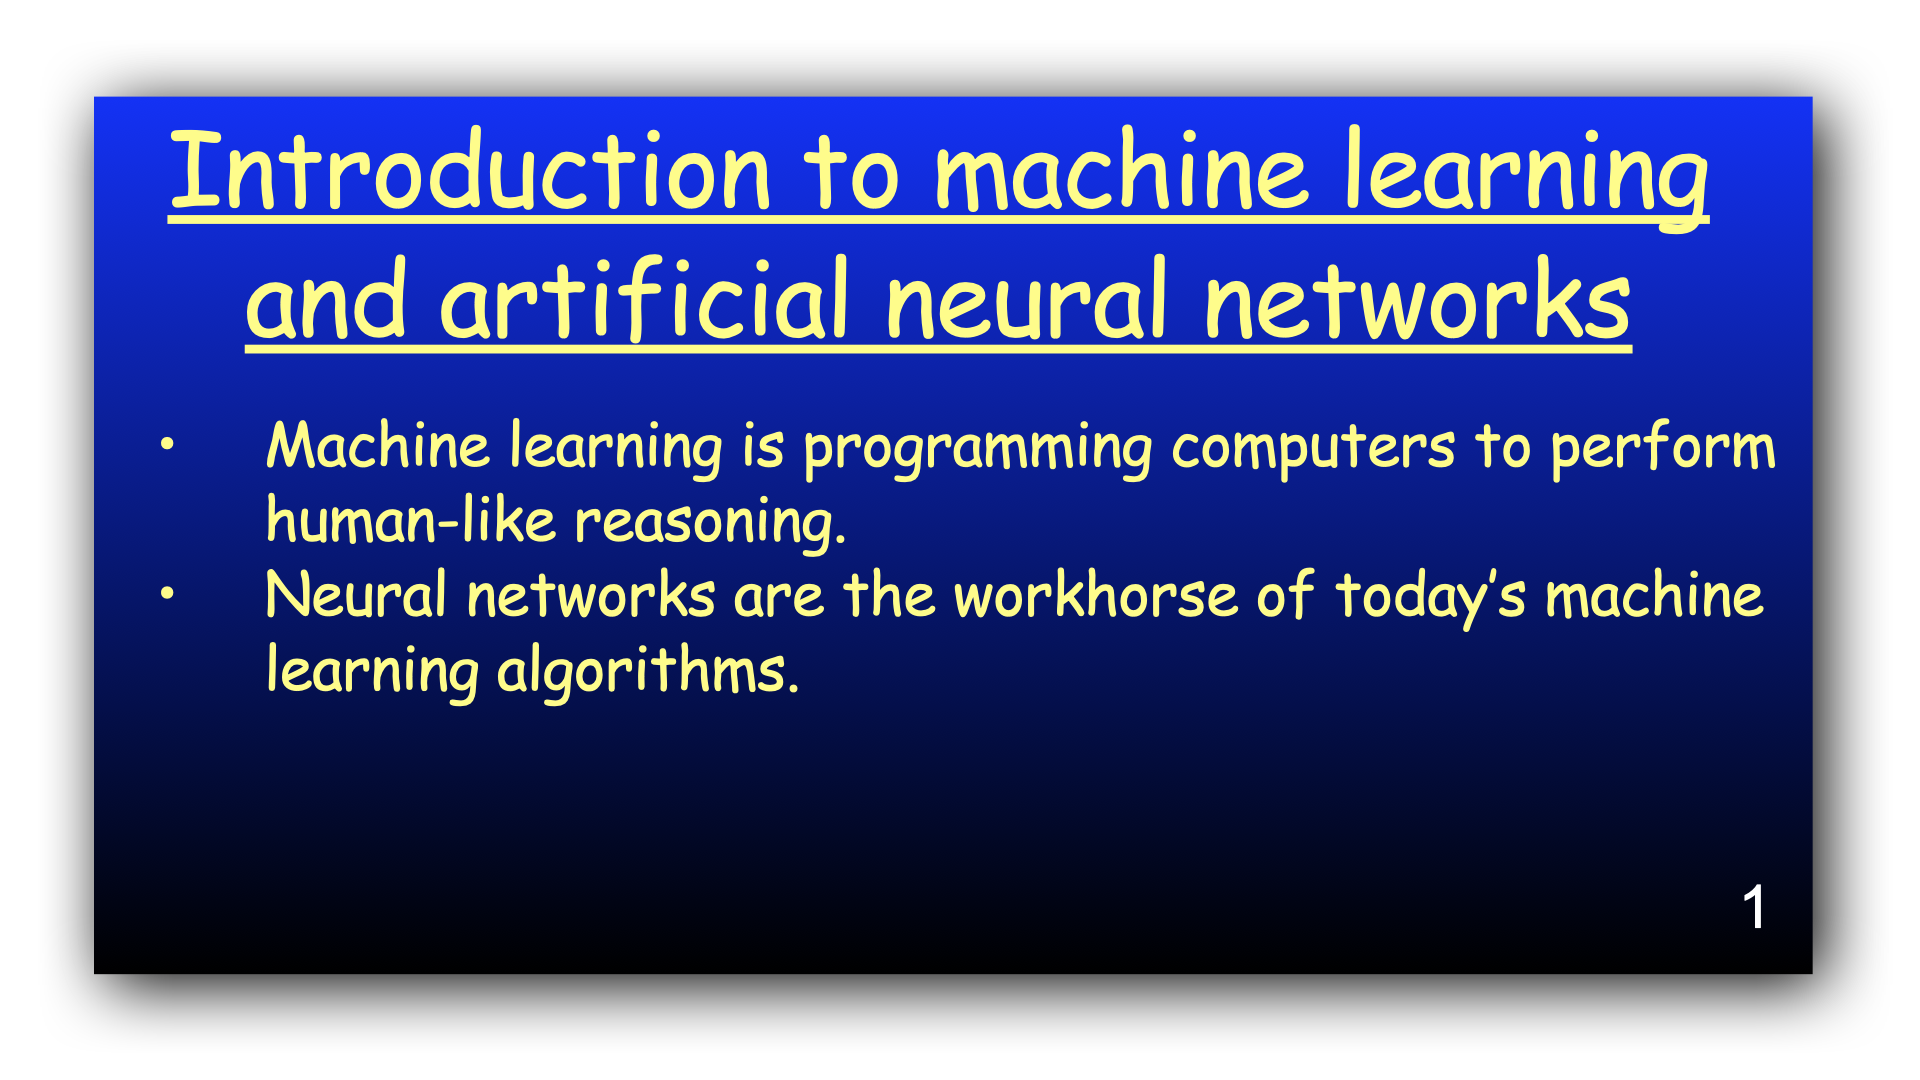 Introduction to machine learning
and artificial neural networks
• Machine learning is programming computers to perform
human-like reasoning.
• Neural networks are the workhorse of today’s machine
learning algorithms.
1